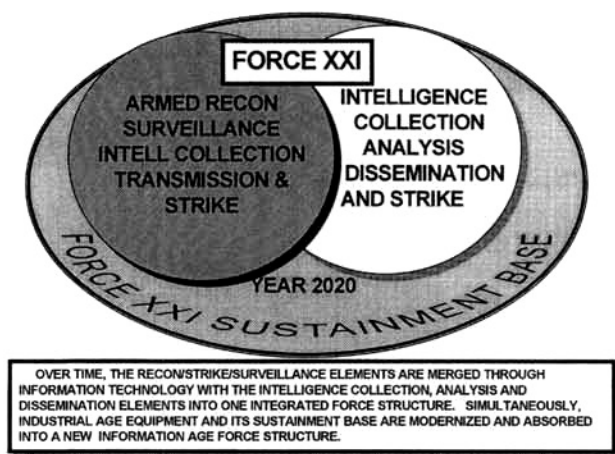 FORCE XXI
ARMED RECON
SURVEILLANCE
INTELL COLLECTION
TRANSMISSION &
STRIKE
INTELLIGENCE
COLLECTION
ANALYSIS
DISSEMINATION
AND STRIKE
YEAR 2020
FORCE XXI SUSTAINMENT BASE
OVER TIME, THE RECON/STRIKE/SURVEILLANCE ELEMENTS ARE MERGED THROUGH
INFORMATION TECHNOLOGY WITH THE INTELLIGENCE COLLECTION, ANALYSIS AND
DISSEMINATION ELEMENTS INTO ONE INTEGRATED FORCE STRUCTURE. SIMULTANEOUSLY,
INDUSTRIAL AGE EQUIPMENT AND ITS SUSTAINMENT BASE ARE MODERNIZED AND ABSORBED
INTO A NEW INFORMATION AGE FORCE STRUCTURE.